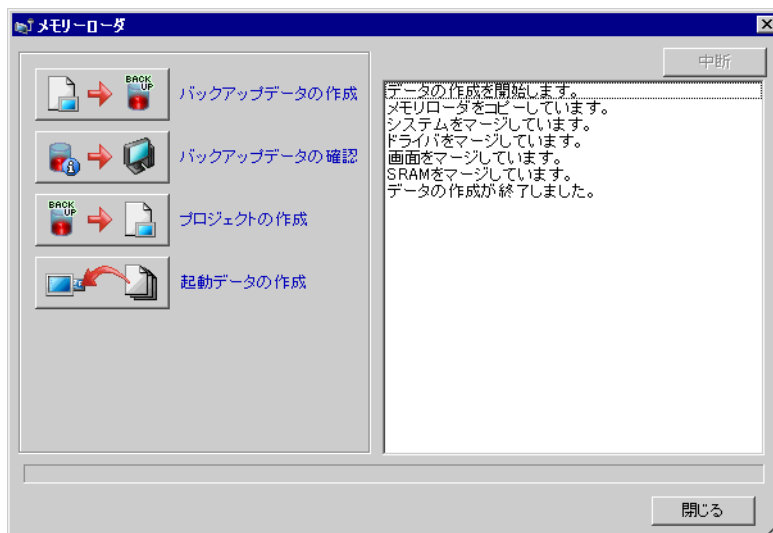 メモリーローダ
中断
BACK
UP
バックアップデータの作成
バックアップデータの確認
BACK
UP
プロジェクトの作成
起動データの作成
データの作成を開始します。
メモリローダをコピーしています。
システムをマージしています。
ドライバをマージしています。
画面をマージしています。
SRAMをマージしています。
データの作成が終了しました。
閉じる